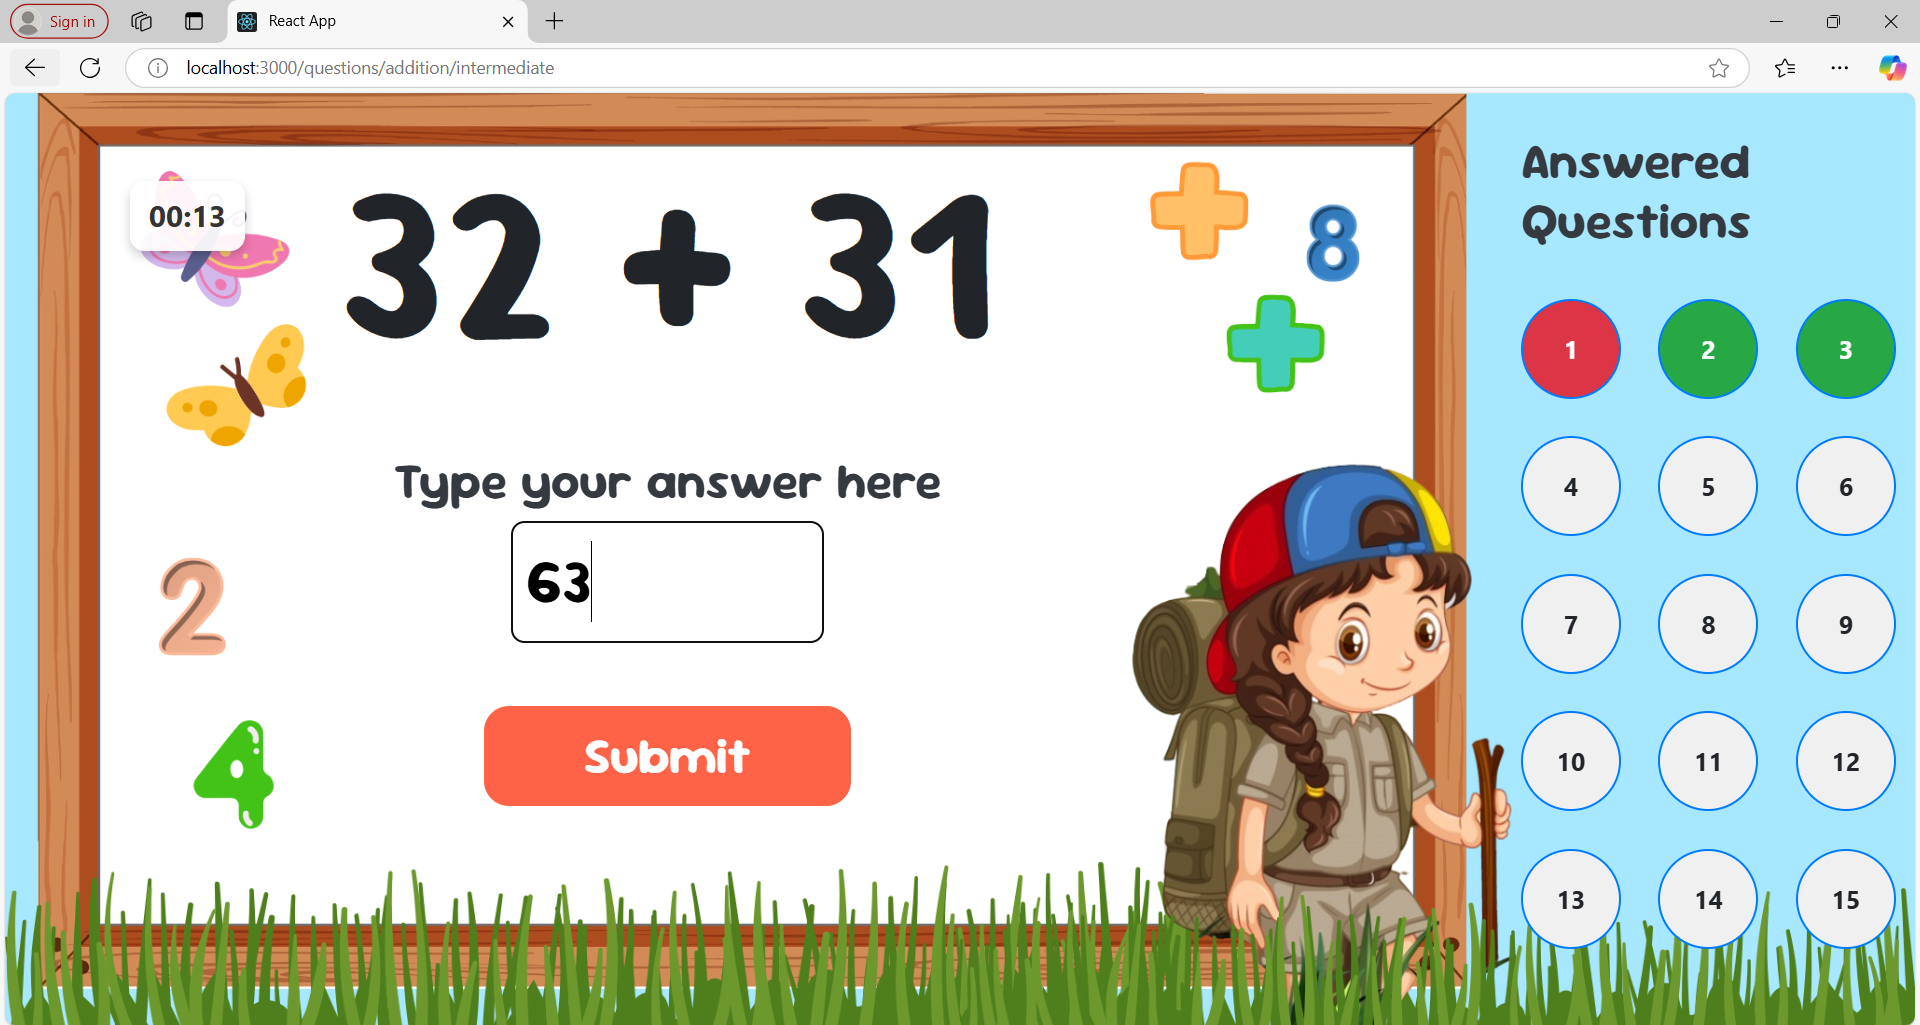 Sign in
React App
localhost:3000/questions/addition/intermediate
00:13
32 + 31
8
Type your answer here
63
2
Submit
4
Answered
Questions
1 2 3
4 5 6
7 8 9
10 11 12
13 14 15